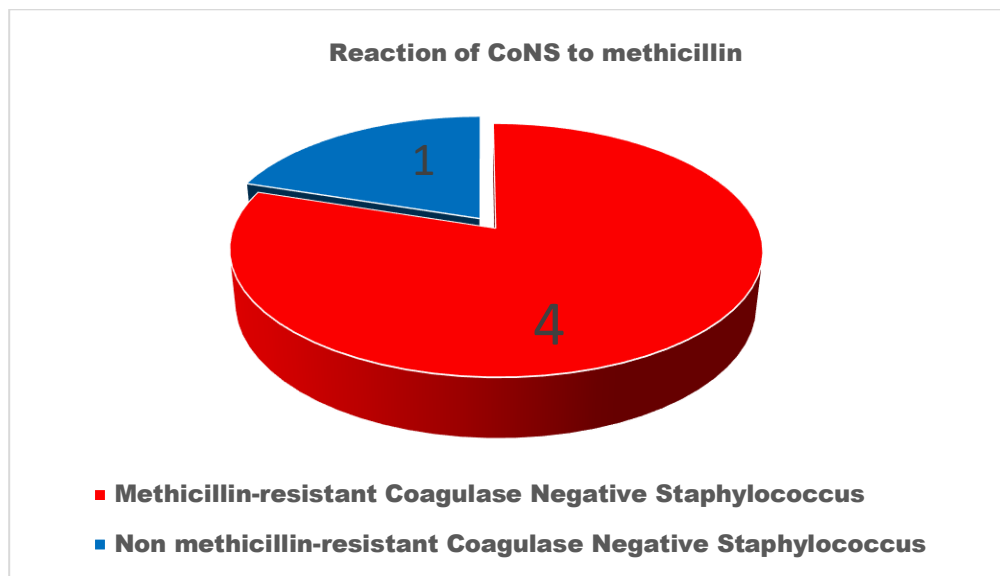 Reaction of CoNS to methicillin
1
4
Methicillin-resistant Coagulase Negative Staphylococcus
Non methicillin-resistant Coagulase Negative Staphylococcus